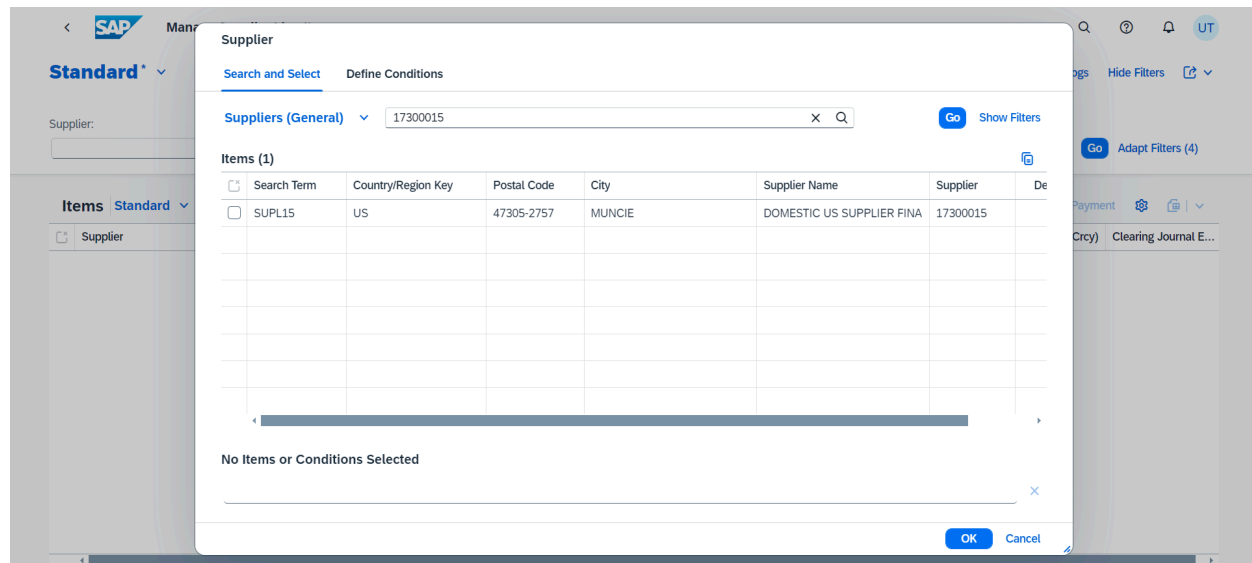 SAP
Mana
UT
Standard*
ogs Hide Filters
Supplier:
Go Adapt Filters (4)
Items Standard
Payment
Supplier
Crcy) Clearing Journal E...
Supplier
Search and Select Define Conditions
Suppliers (General) 17300015
Go Show Filters
Items (1)
Search Term Country/Region Key Postal Code City Supplier Name Supplier De
SUPL15 US 47305-2757 MUNCIE DOMESTIC US SUPPLIER FINA 17300015
No Items or Conditions Selected
OK Cancel